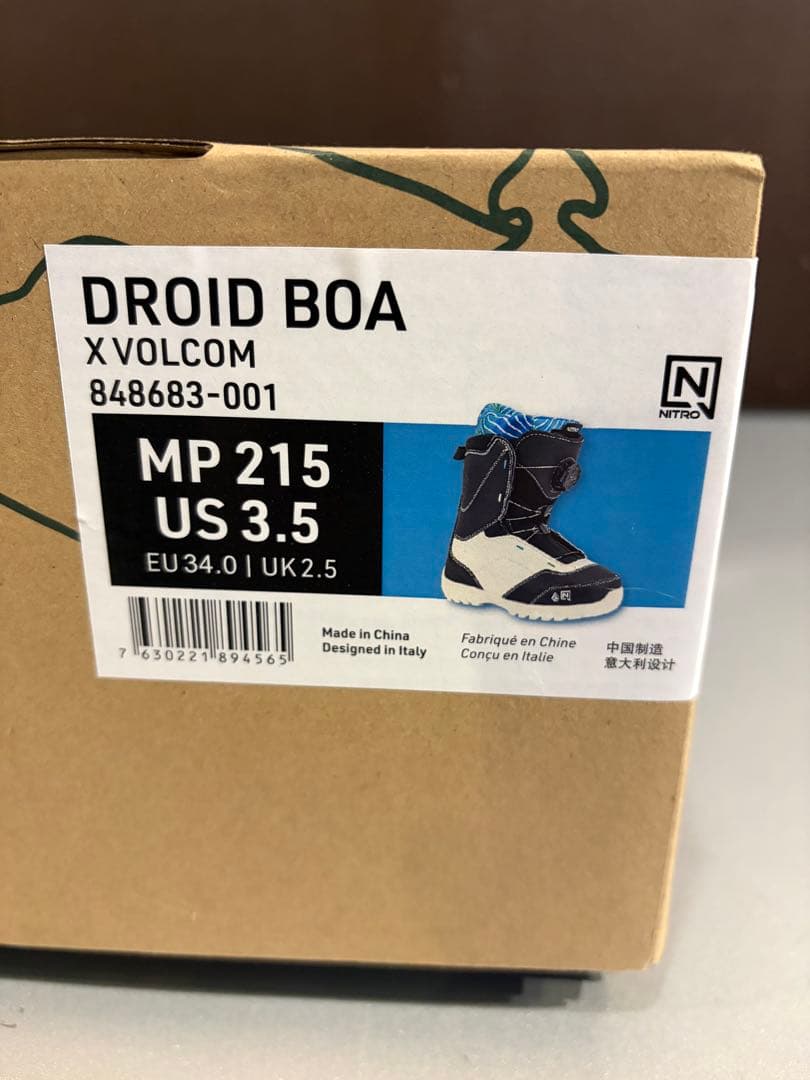 DROID BOA
X VOLCOM
848683-001
N
NITRO
MP 215
US 3.5
EU 34.0 | UK 2.5
N
7 630221 894565
Made in China
Designed in Italy
Fabriqué en Chine
Conçu en Italie
中国制造
意大利设计